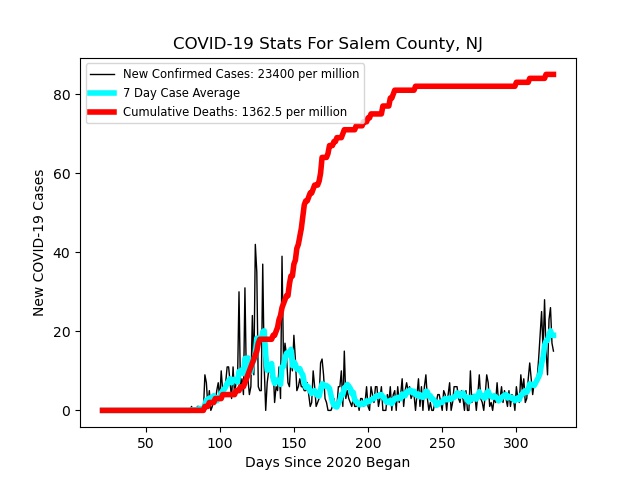 COVID-19 Stats For Salem County, NJ
New Confirmed Cases: 23400 per million
7 Day Case Average
Cumulative Deaths: 1362.5 per million
New COVID-19 Cases
80
60
40
20
0
50 100 150 200 250 300
Days Since 2020 Began